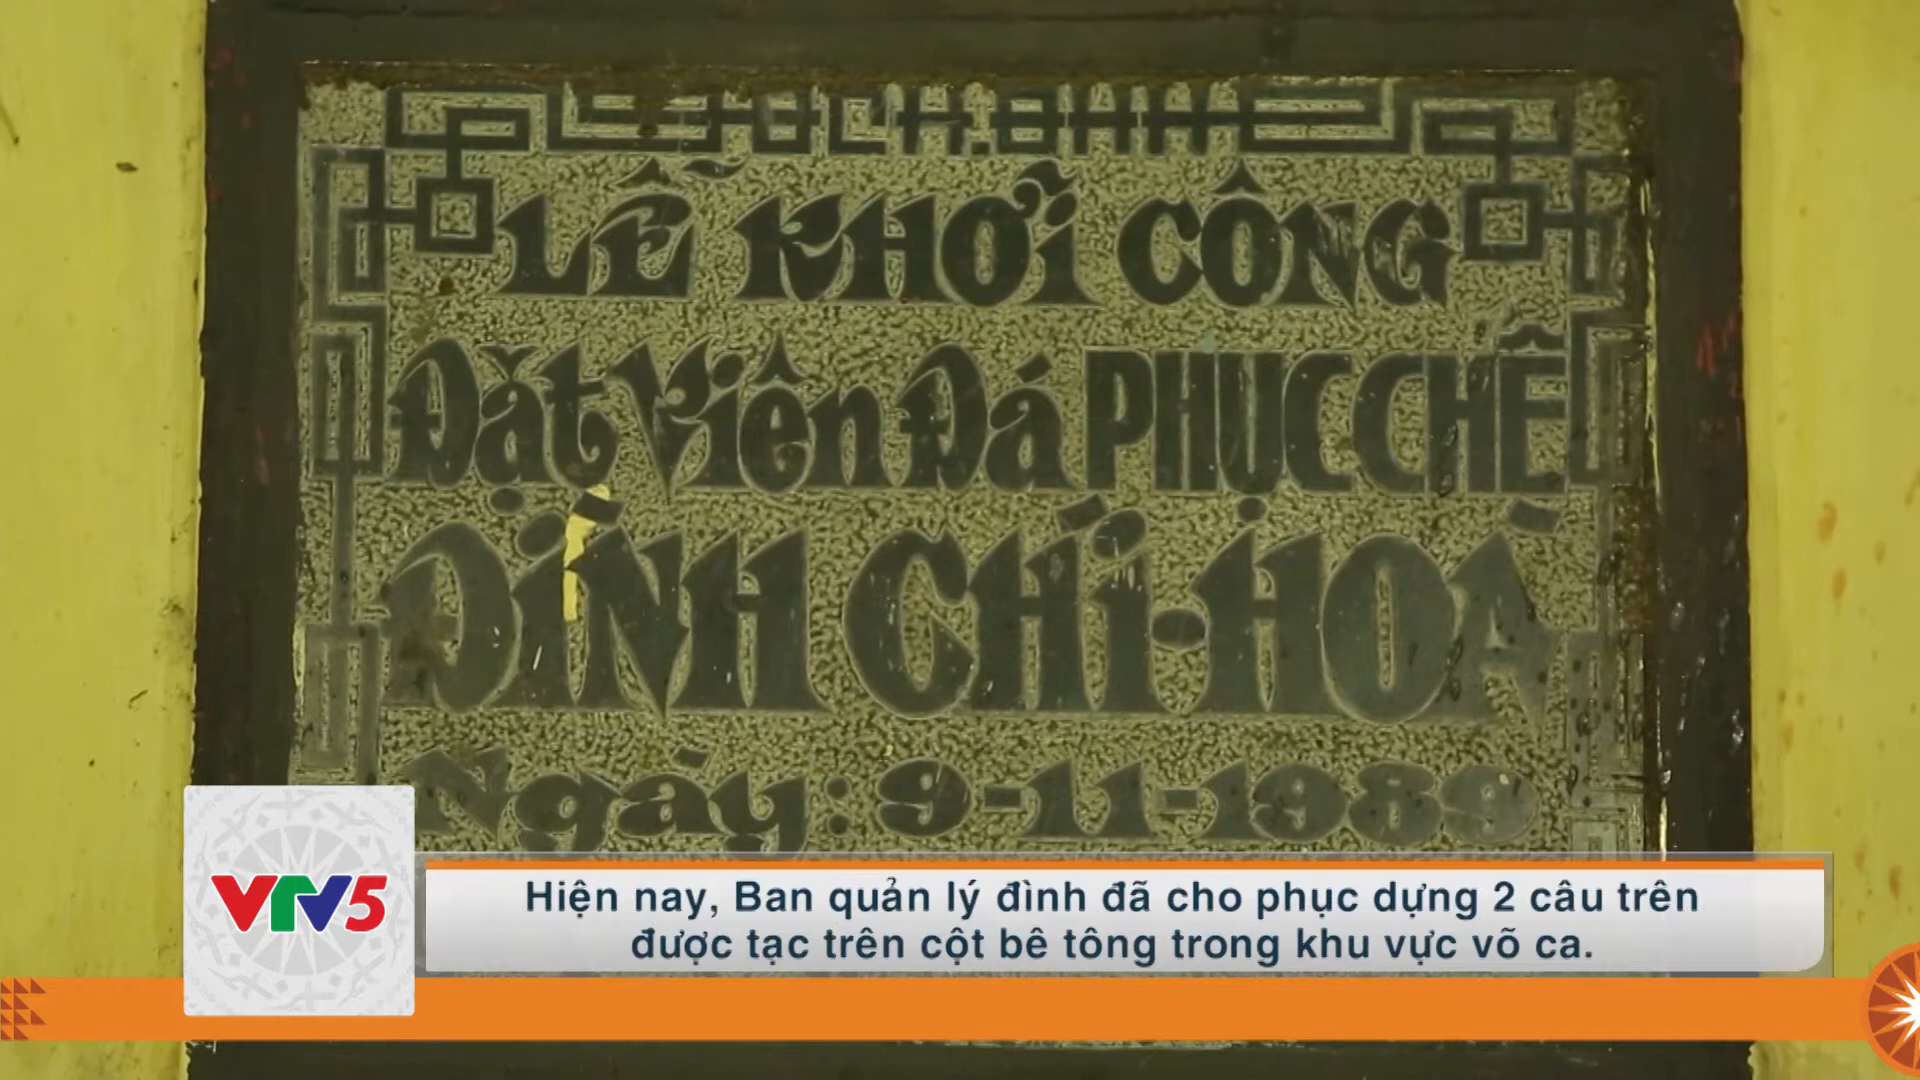 LỄ KHỞI CÔNG
Đặt Viên Đá PHỤC CHẾ
ĐÌNH CHÍ-HOÀ
Ngày: 9-11-1989
VTV5
Hiện nay, Ban quản lý đình đã cho phục dựng 2 câu trên
được tạc trên cột bê tông trong khu vực võ ca.